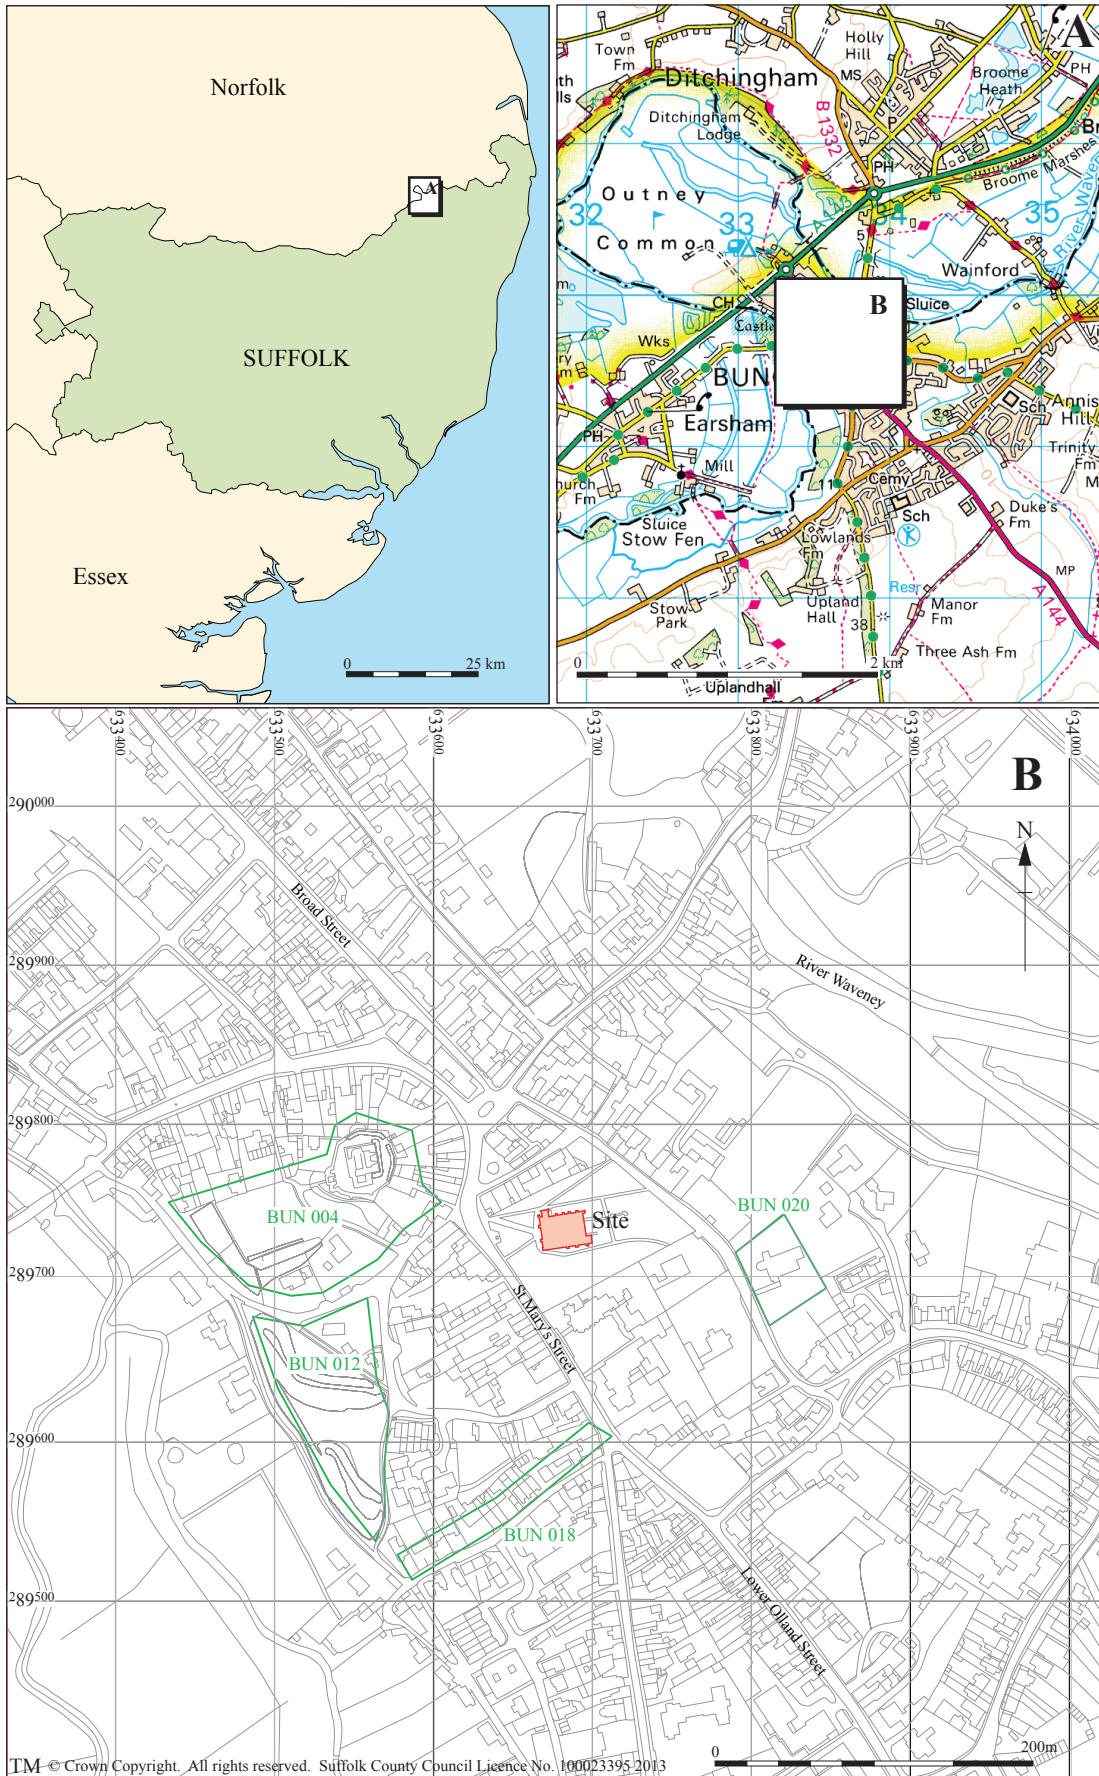 Norfolk
A
SUFFOLK
Essex
0
25 km
A
Town
Fm
Holly
Hill
MS
PH
Broome
Heath
Ditchingham
Ditchingham
Lodge
B 1332
P
PH
Broome Marshes
River Wave
Outney
Common
32
33
34
35
A 143
5
Wainford
CH
Castle
Sluice
B
Wks
BUN
Earsham
PH
Mill
Church
Fm
Sluice
Stow Fen
11
Cemy
Sch
Sch
Annis
Hill
Trinity
Fm
Duke's
Fm
Lowlands
Fm
MP
A 144
Stow
Park
Upland
Hall
Resr
Manor
Fm
38
Three Ash Fm
Uplandhall
0
2 km
633400
633500
633600
633700
633800
633900
634000
B
290000
N
Broad Street
289900
River Waveney
289800
BUN 004
Site
BUN 020
289700
St Mary's Street
BUN 012
289600
BUN 018
Lower Olland Street
289500
0
200m
TM © Crown Copyright. All rights reserved. Suffolk County Council Licence No. 100023395 2013